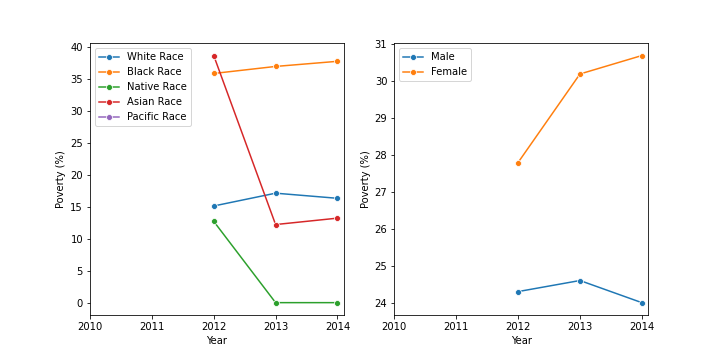 White Race
Black Race
Native Race
Asian Race
Pacific Race
40
35
30
25
20
15
10
5
0
Poverty (%)
2010 2011 2012 2013 2014
Year
Male
Female
31
30
29
28
27
26
25
24
Poverty (%)
2010 2011 2012 2013 2014
Year